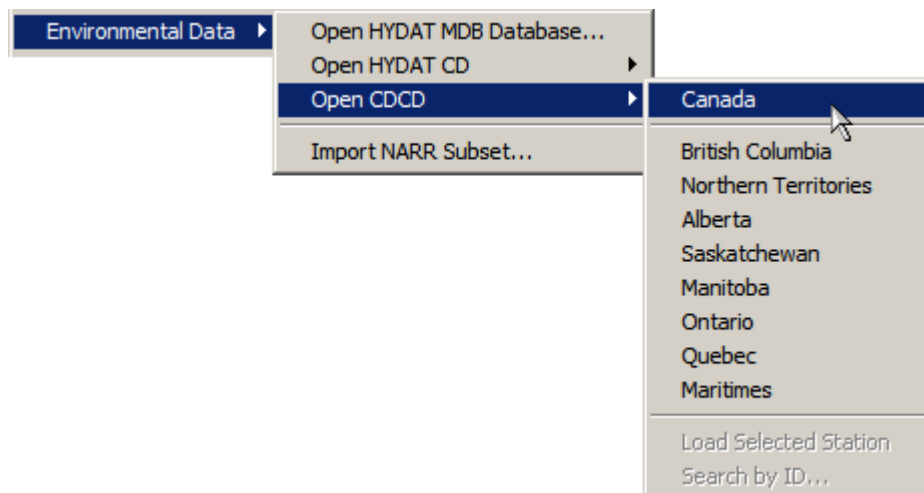 Environmental Data
Open HYDAT MDB Database...
Open HYDAT CD
Open CDCD
Import NARR Subset...
Canada
British Columbia
Northern Territories
Alberta
Saskatchewan
Manitoba
Ontario
Quebec
Maritimes
Load Selected Station
Search by ID...